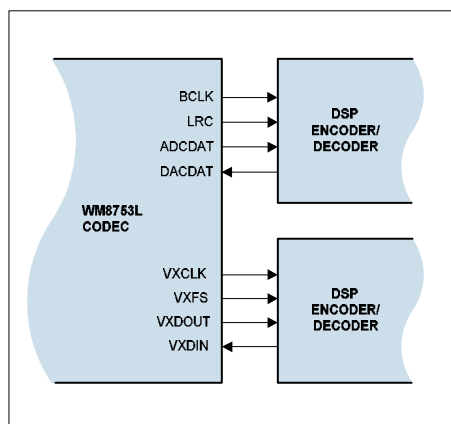 BCLK
LRC
ADCDAT
DACDAT
DSP
ENCODER/
DECODER
WM8753L
CODEC
VXCLK
VXFS
VXDOUT
VXDIN
DSP
ENCODER/
DECODER